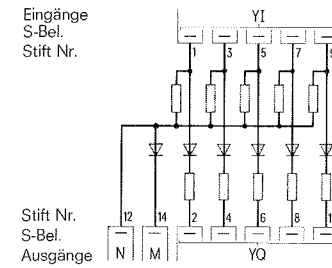 Eingänge YI
S-Bel.
Stift Nr. 1 3 5 7 9
Stift Nr. 12 14 2 4 6 8 1
S-Bel.
Ausgänge N M YQ